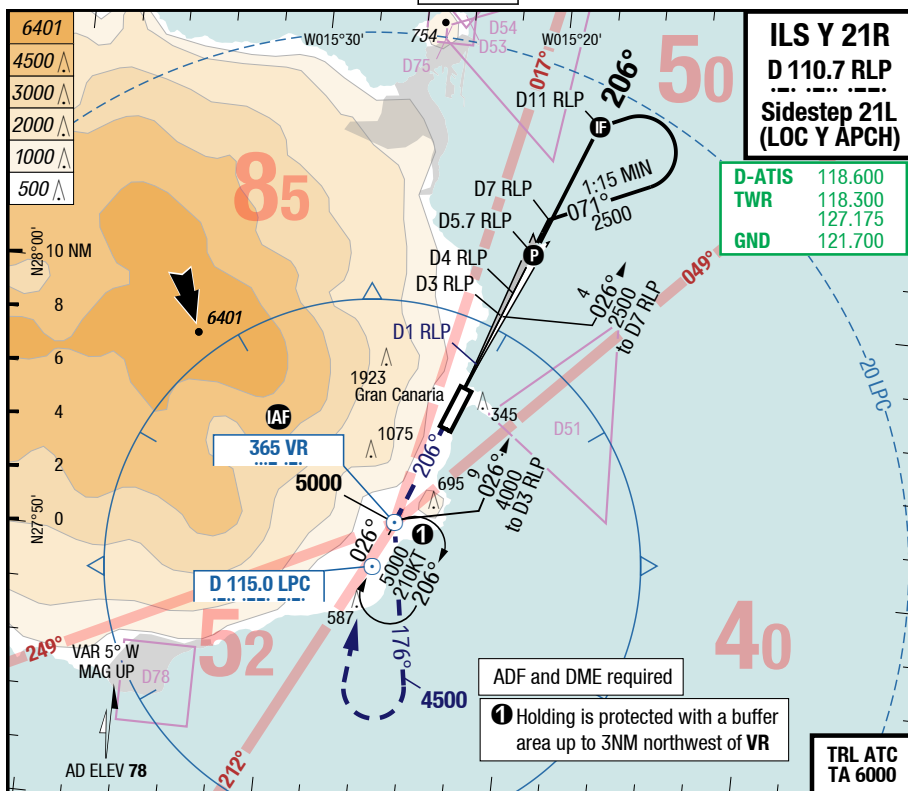 6401
4500
3000
2000
1000
500
W015°30'
754
D54
D53
D75
W015°20'
017°
206°
50
ILS Y 21R
D 110.7 RLP
Sidestep 21L
(LOC Y APCH)
D-ATIS 118.600
TWR 118.300
127.175
GND 121.700
D11 RLP
IF
85
D7 RLP
1:15 MIN
071°
2500
D5.7 RLP
P
N28°00'
10 NM
D4 RLP
D3 RLP
4
026°
2500
to D7 RLP
049°
8
6401
D1 RLP
6
1923
Gran Canaria
20 LPC
4
IAF
345
D51
1075
365 VR
206°
2
5000
695
9
026°
4000
to D3 RLP
N27°50'
0
1
026°
5000
210KT
206°
D 115.0 LPC
587
249°
VAR 5° W
MAG UP
D78
52
176°
40
4500
ADF and DME required
1 Holding is protected with a buffer
area up to 3NM northwest of VR
212°
AD ELEV 78
TRL ATC
TA 6000